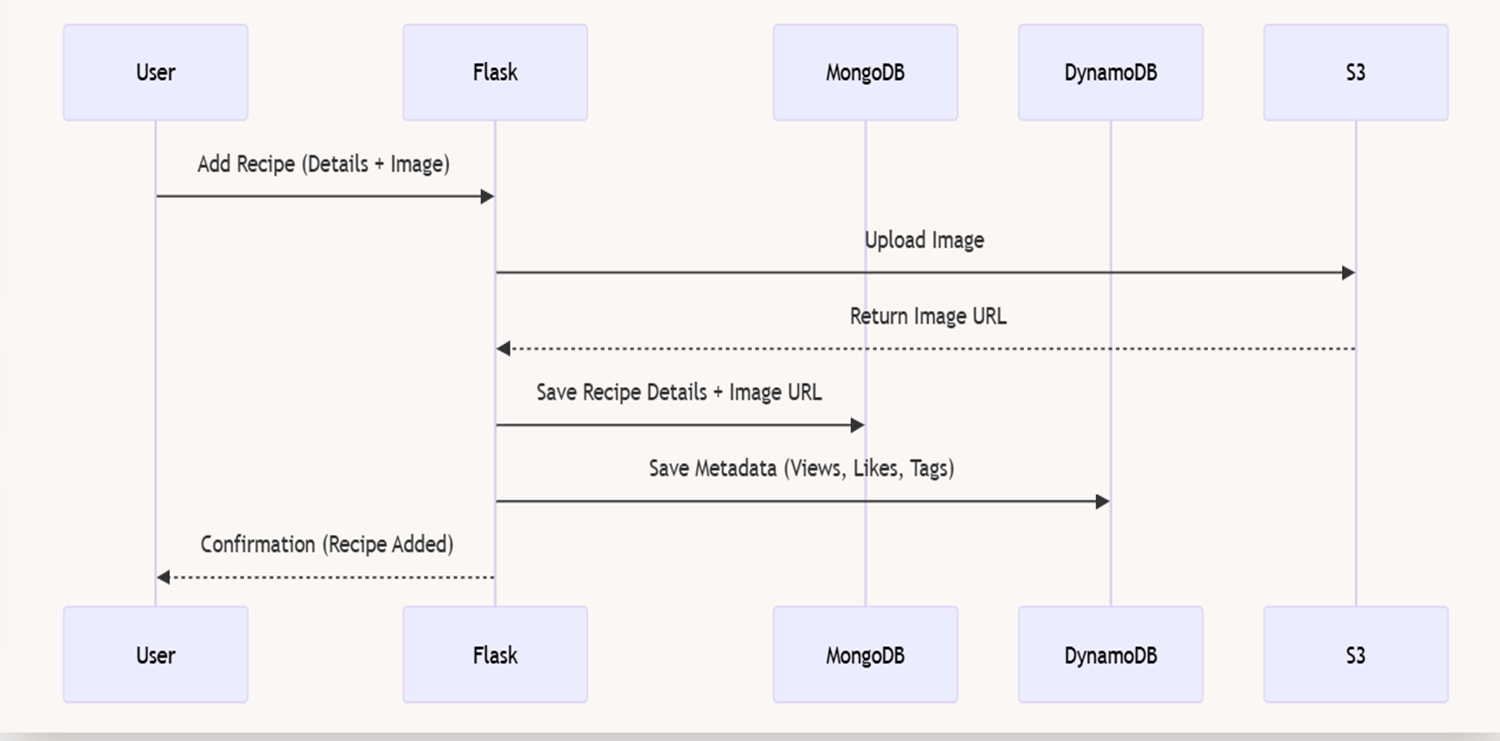 User
Flask
MongoDB
DynamoDB
S3
Add Recipe (Details + Image)
Upload Image
Return Image URL
Save Recipe Details + Image URL
Save Metadata (Views, Likes, Tags)
Confirmation (Recipe Added)
User
Flask
MongoDB
DynamoDB
S3